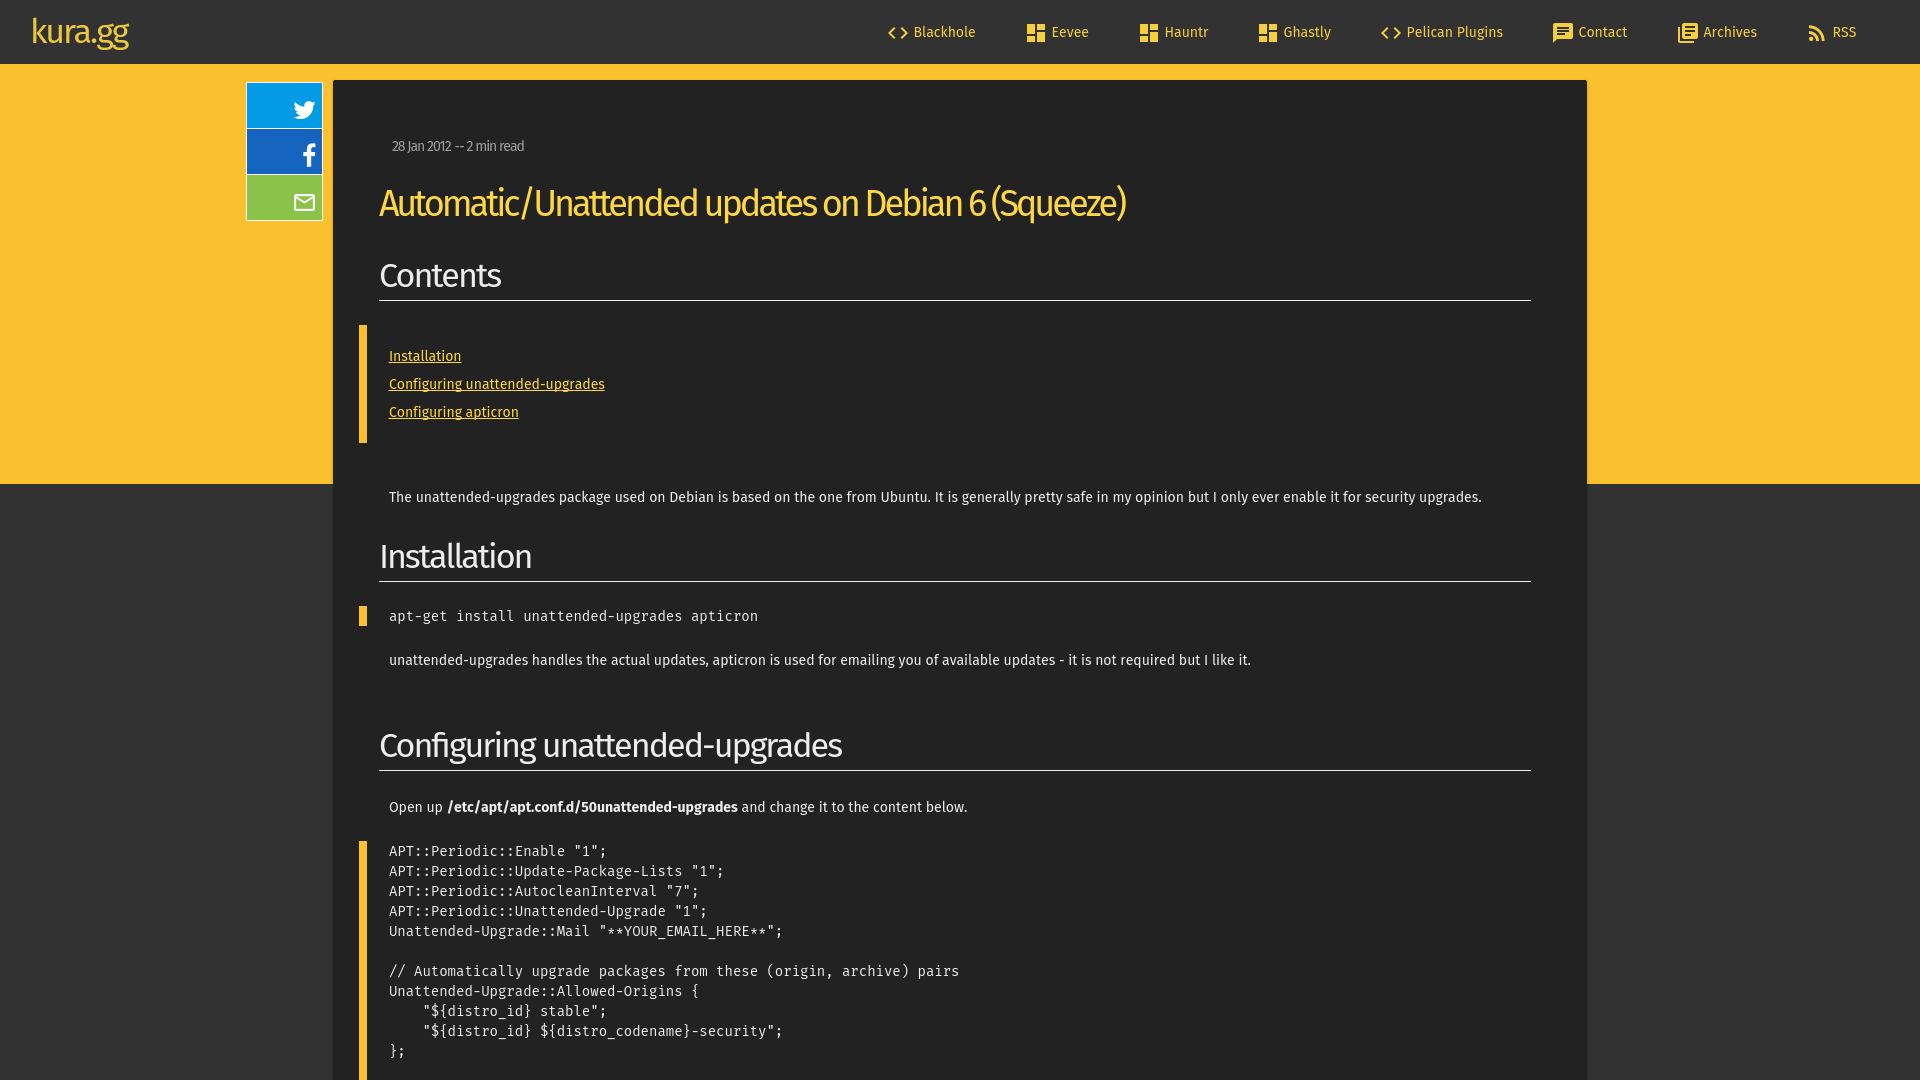 kura.gg
Blackhole
Eevee
Hauntr
Ghastly
Pelican Plugins
Contact
Archives
RSS
28 Jan 2012 -- 2 min read
Automatic/Unattended updates on Debian 6 (Squeeze)
Contents
Installation
Configuring unattended-upgrades
Configuring apticron
The unattended-upgrades package used on Debian is based on the one from Ubuntu. It is generally pretty safe in my opinion but I only ever enable it for security upgrades.
Installation
apt-get install unattended-upgrades apticron
unattended-upgrades handles the actual updates, apticron is used for emailing you of available updates - it is not required but I like it.
Configuring unattended-upgrades
Open up /etc/apt/apt.conf.d/50unattended-upgrades and change it to the content below.
APT::Periodic::Enable "1";
APT::Periodic::Update-Package-Lists "1";
APT::Periodic::AutocleanInterval "7";
APT::Periodic::Unattended-Upgrade "1";
Unattended-Upgrade::Mail "**YOUR_EMAIL_HERE**";
// Automatically upgrade packages from these (origin, archive) pairs
Unattended-Upgrade::Allowed-Origins {
    "${distro_id} stable";
    "${distro_id} ${distro_codename}-security";
};